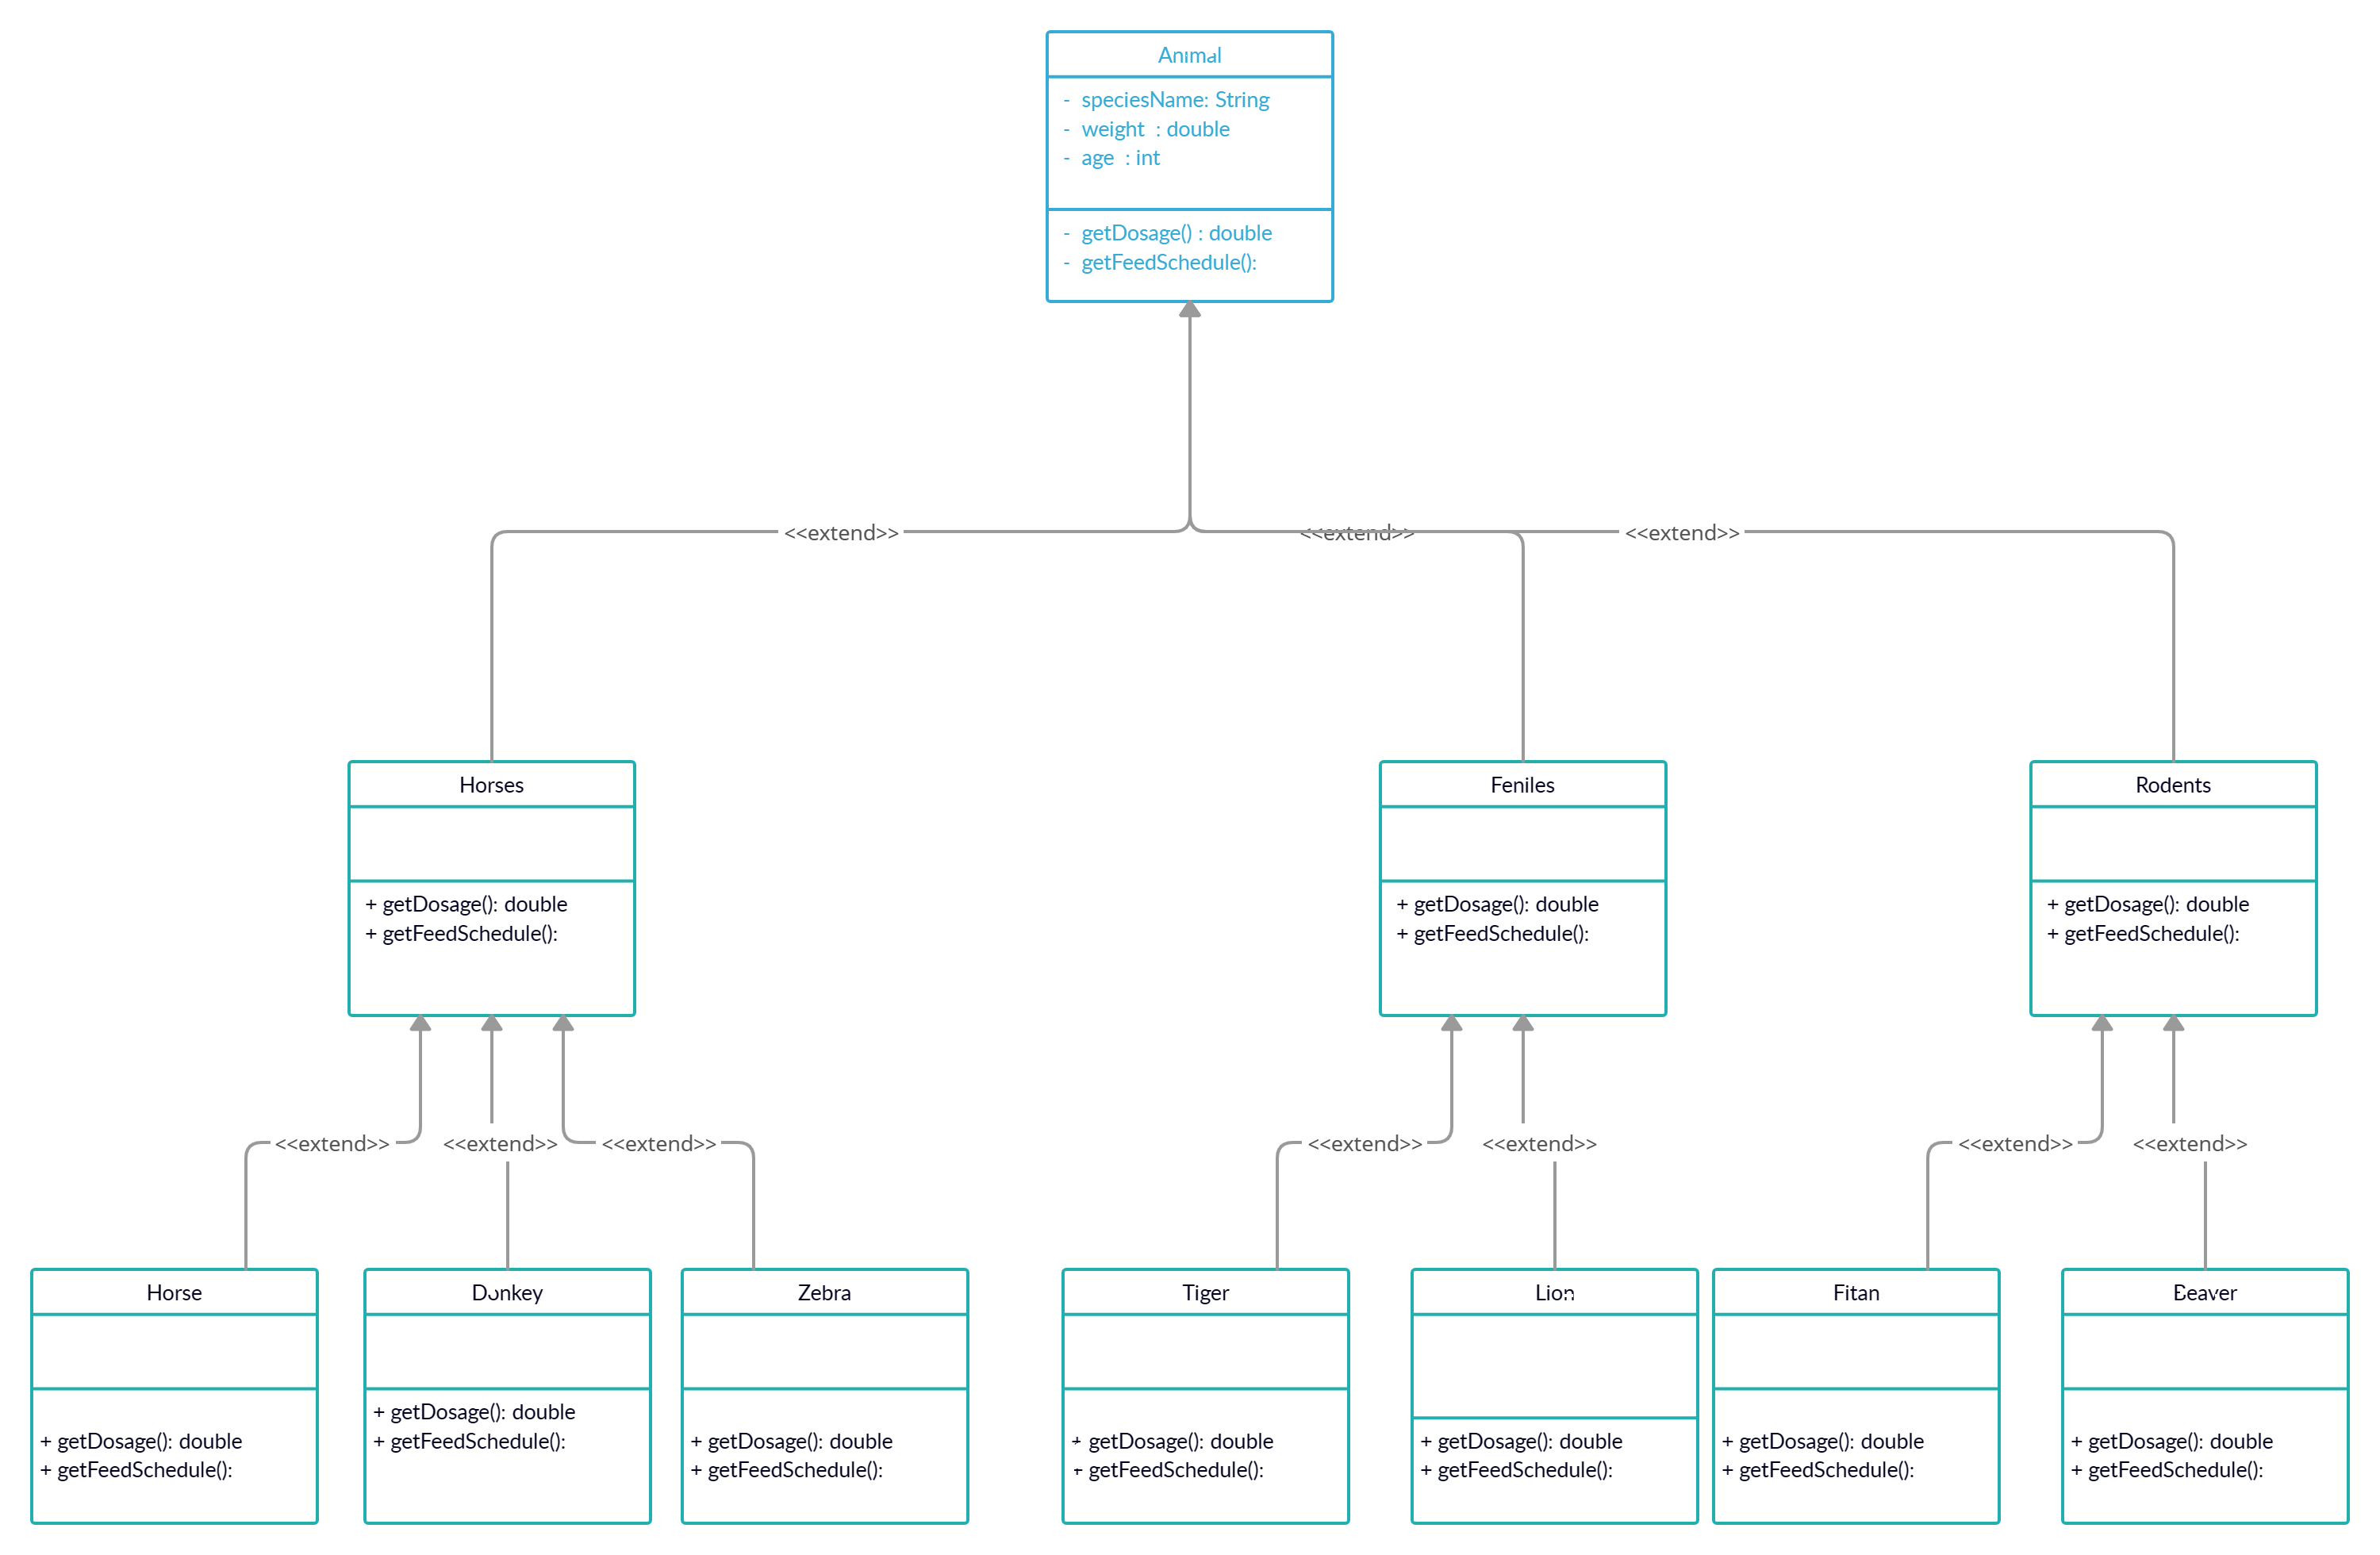 Animal
- speciesName: String
- weight : double
- age : int
- getDosage() : double
- getFeedSchedule():
<<extend>>
<<extend>>
<<extend>>
Horses
+ getDosage(): double
+ getFeedSchedule():
Feniles
+ getDosage(): double
+ getFeedSchedule():
Rodents
+ getDosage(): double
+ getFeedSchedule():
<<extend>>
<<extend>>
<<extend>>
<<extend>>
<<extend>>
<<extend>>
<<extend>>
Horse
+ getDosage(): double
+ getFeedSchedule():
Donkey
+ getDosage(): double
+ getFeedSchedule():
Zebra
+ getDosage(): double
+ getFeedSchedule():
Tiger
+ getDosage(): double
+ getFeedSchedule():
Lion
+ getDosage(): double
+ getFeedSchedule():
Fitan
+ getDosage(): double
+ getFeedSchedule():
Beaver
+ getDosage(): double
+ getFeedSchedule():